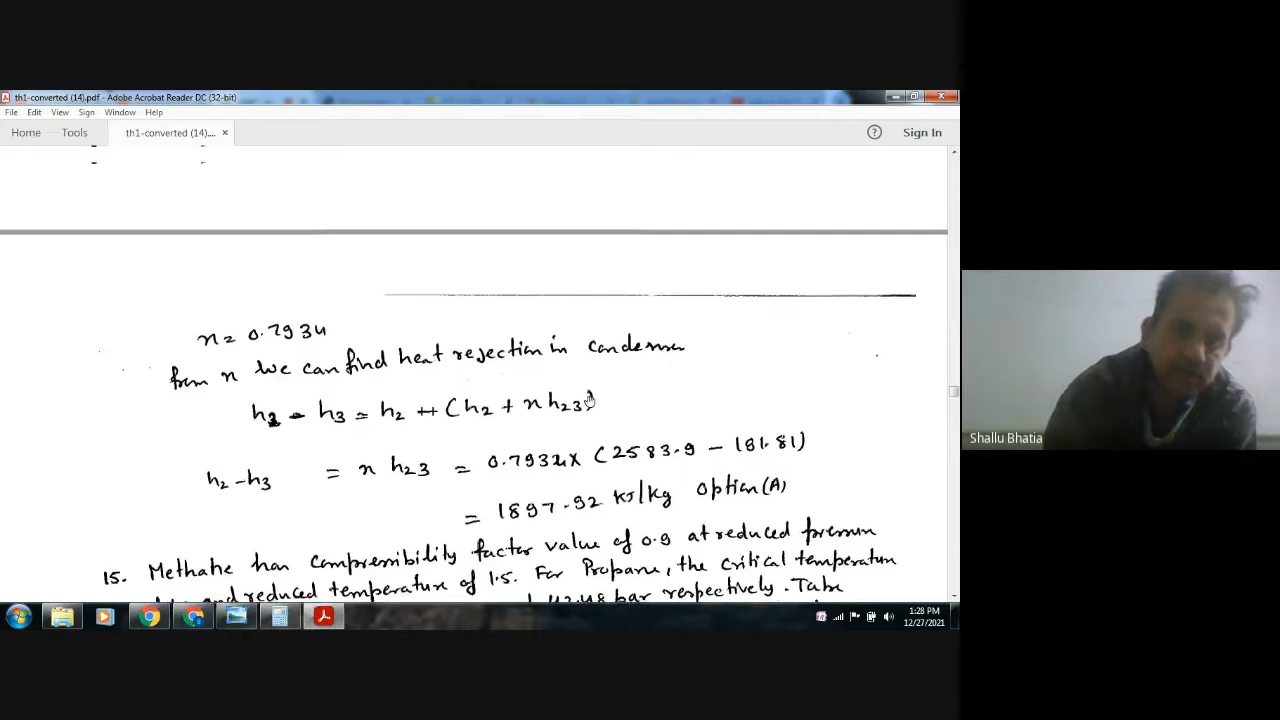 th1-converted (14).pdf - Adobe Acrobat Reader DC (32-bit)
File Edit View Sign Window Help
Home Tools th1-converted (14).... × ? Sign In
x = 0.7934
from x we can find heat rejection in condenser
h2 - h3 = h2 - (h2 + x h23)
h2 - h3 = x h23 = 0.7934 x (2583.9 - 191.81)
= 1897.92 kJ/kg Option (A)
15. Methane has compressibility factor value of 0.9 at reduced pressure
and reduced temperature of 1.5. For Propane, the critical temperature
42.48 bar respectively. Take
Shallu Bhatia
1:28 PM
12/27/2021